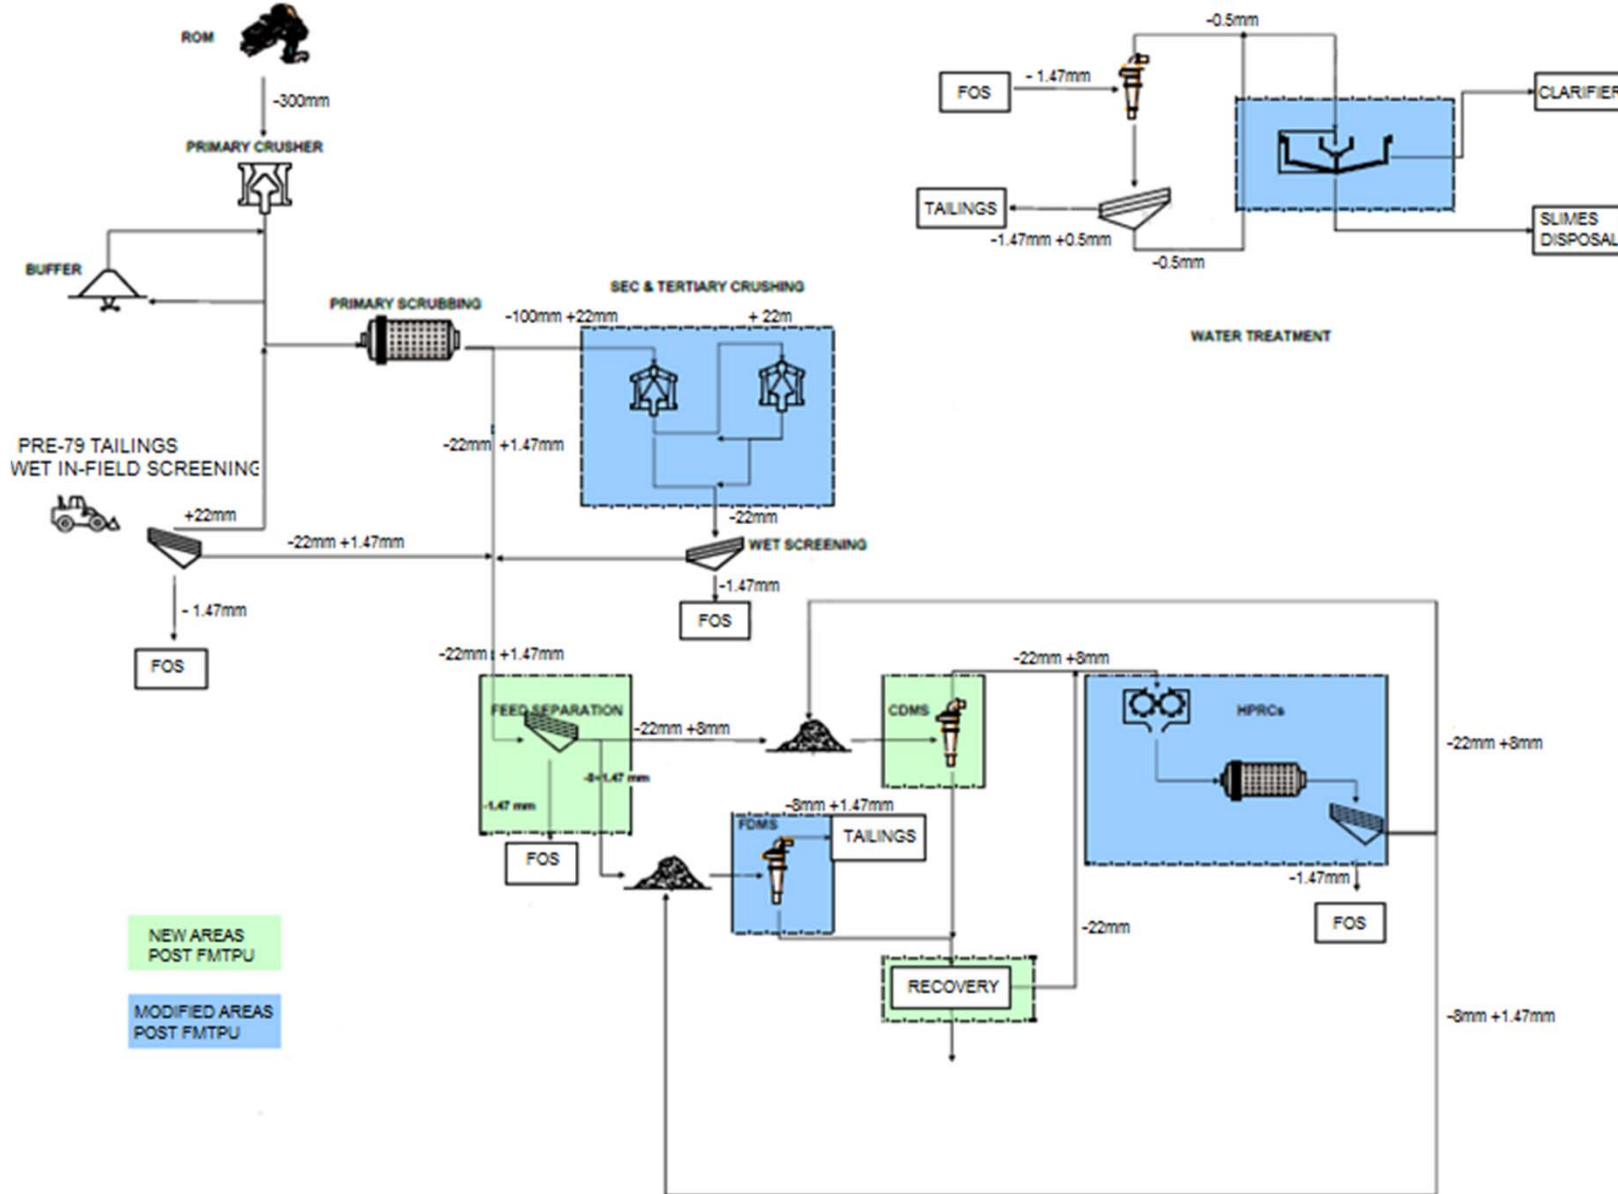 ROM
-300mm
PRIMARY CRUSHER
BUFFER
PRIMARY SCRUBBING
SEC & TERTIARY CRUSHING
-100mm +22mm
+ 22m
-22mm +1.47mm
PRE-79 TAILINGS
WET IN-FIELD SCREENING
+22mm
-22mm +1.47mm
- 1.47mm
FOS
-22mm
WET SCREENING
-1.47mm
FOS
-0.5mm
FOS
- 1.47mm
CLARIFIER
TAILINGS
-1.47mm +0.5mm
-0.5mm
SLIMES
DISPOSAL
WATER TREATMENT
-22mm +1.47mm
FEED SEPARATION
-22mm +8mm
-8+1.47 mm
-1.47 mm
FOS
CDMS
-22mm +8mm
HPRCs
-22mm +8mm
-8mm +1.47mm
FDMS
TAILINGS
-1.47mm
FOS
-22mm
RECOVERY
-8mm +1.47mm
NEW AREAS
POST FMTPU
MODIFIED AREAS
POST FMTPU